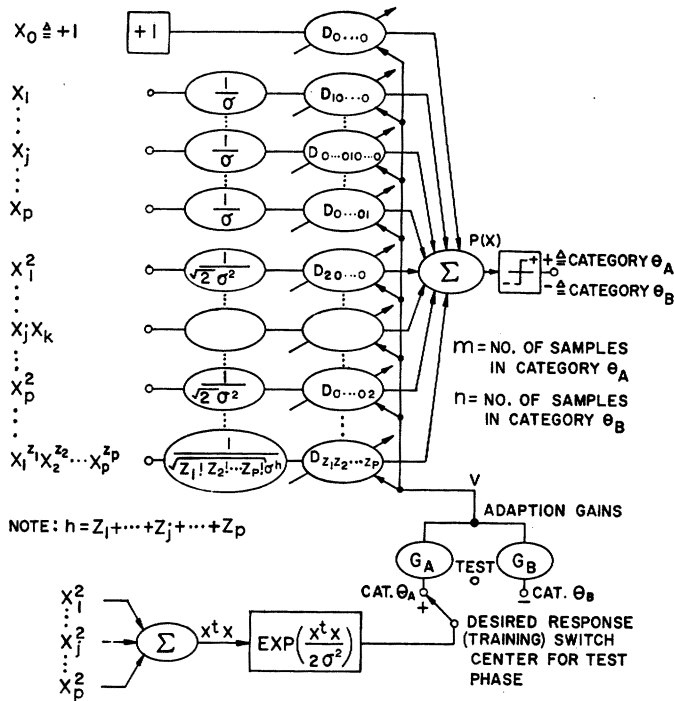 X₀ ≜ +1
+1
D₀...₀
X₁
1/σ
D₁₀...₀
Xⱼ
1/σ
D₀...₀₁₀...₀
Xₚ
1/σ
D₀...₀₁
P(X)
X₁²
1/√2 σ²
D₂₀...₀
Σ
+
-
+ ≜ CATEGORY θ_A
- ≜ CATEGORY θ_B
XⱼXₖ
m = NO. OF SAMPLES
IN CATEGORY θ_A
Xₚ²
1/√2 σ²
D₀...₀₂
n = NO. OF SAMPLES
IN CATEGORY θ_B
X₁^z₁ X₂^z₂ ... Xₚ^zₚ
1/√Z₁! Z₂! ... Zₚ! σʰ
D_z₁z₂...zₚ
V
ADAPTION GAINS
NOTE: h = Z₁ + ... + Zⱼ + ... + Zₚ
G_A
TEST
G_B
CAT. θ_A
+
-
CAT. θ_B
X₁²
Xⱼ²
Xₚ²
Σ
Xᵗ X
EXP(Xᵗ X / 2σ²)
DESIRED RESPONSE
(TRAINING) SWITCH
CENTER FOR TEST
PHASE